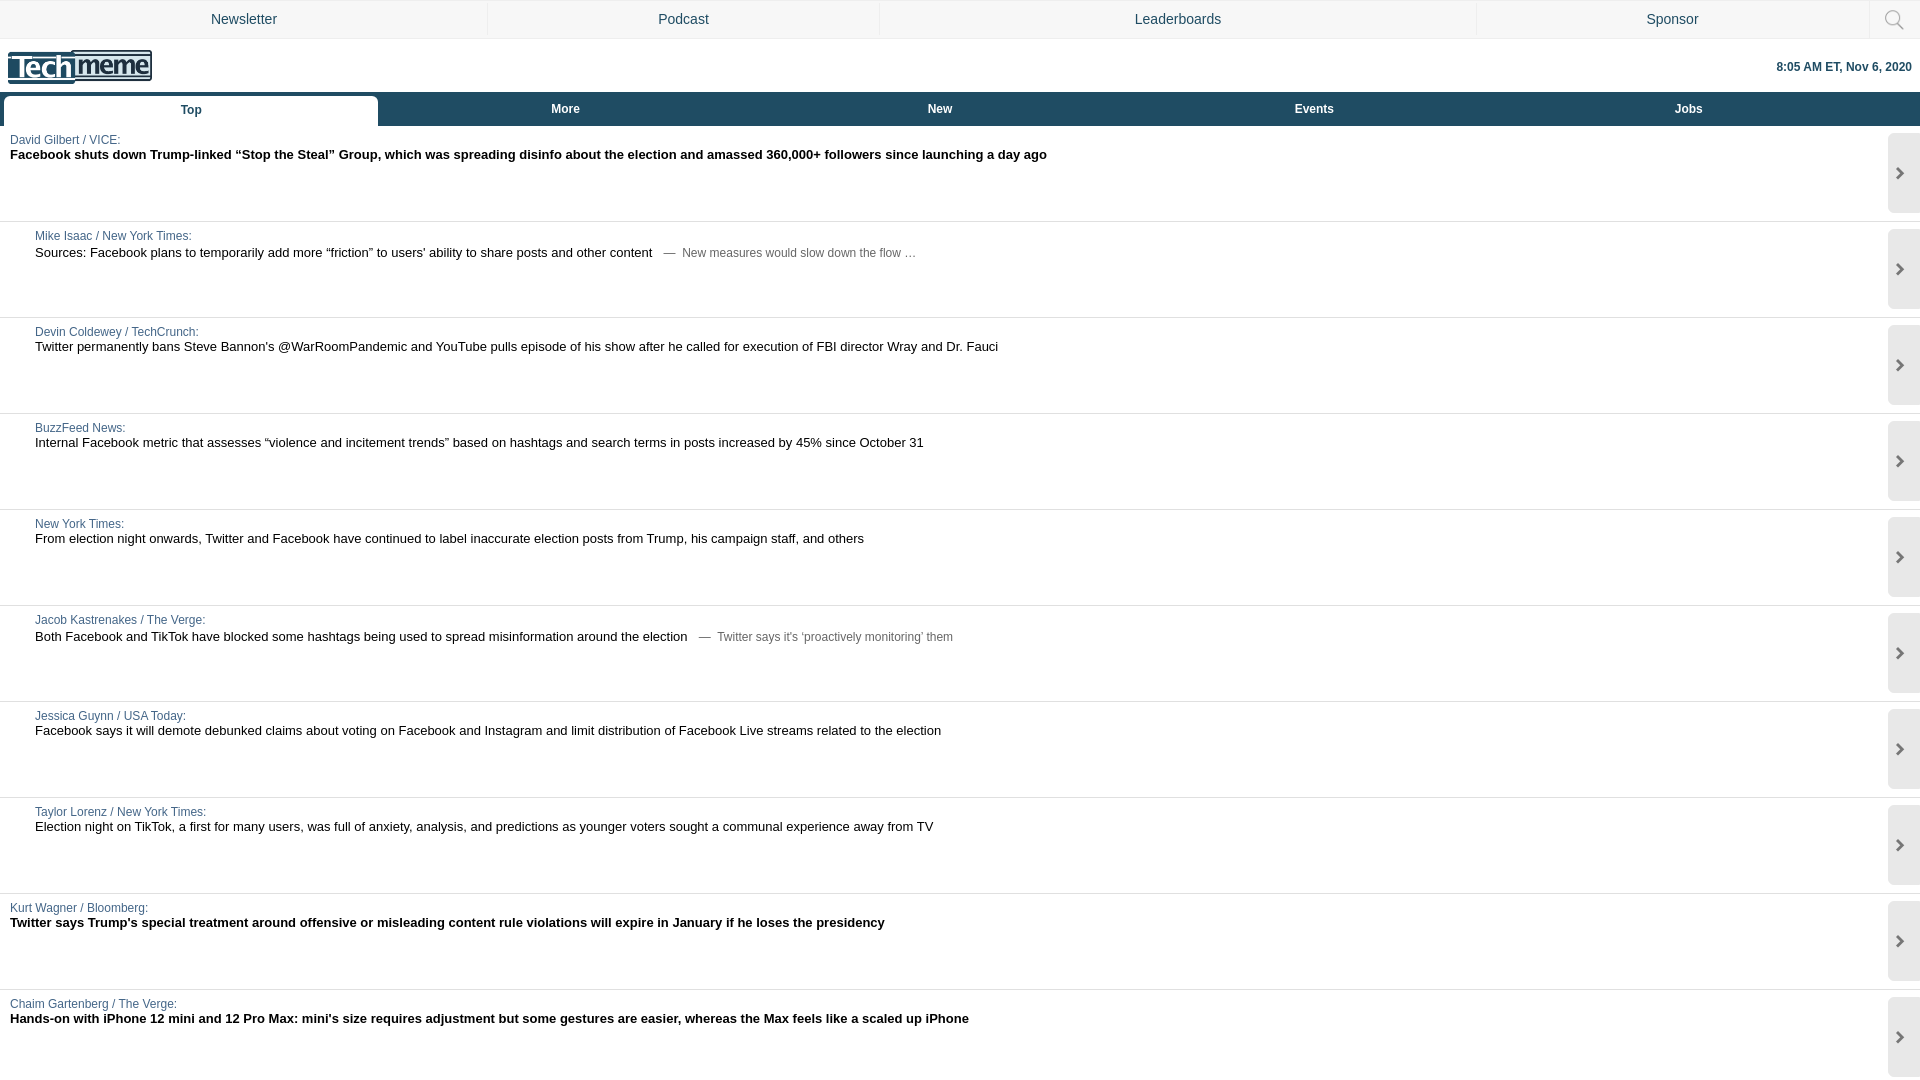 Newsletter
Podcast
Leaderboards
Sponsor
Techmeme
8:05 AM ET, Nov 6, 2020
Top
More
New
Events
Jobs
David Gilbert / VICE:
Facebook shuts down Trump-linked “Stop the Steal” Group, which was spreading disinfo about the election and amassed 360,000+ followers since launching a day ago
Mike Isaac / New York Times:
Sources: Facebook plans to temporarily add more “friction” to users' ability to share posts and other content — New measures would slow down the flow …
Devin Coldewey / TechCrunch:
Twitter permanently bans Steve Bannon's @WarRoomPandemic and YouTube pulls episode of his show after he called for execution of FBI director Wray and Dr. Fauci
BuzzFeed News:
Internal Facebook metric that assesses “violence and incitement trends” based on hashtags and search terms in posts increased by 45% since October 31
New York Times:
From election night onwards, Twitter and Facebook have continued to label inaccurate election posts from Trump, his campaign staff, and others
Jacob Kastrenakes / The Verge:
Both Facebook and TikTok have blocked some hashtags being used to spread misinformation around the election — Twitter says it's ‘proactively monitoring’ them
Jessica Guynn / USA Today:
Facebook says it will demote debunked claims about voting on Facebook and Instagram and limit distribution of Facebook Live streams related to the election
Taylor Lorenz / New York Times:
Election night on TikTok, a first for many users, was full of anxiety, analysis, and predictions as younger voters sought a communal experience away from TV
Kurt Wagner / Bloomberg:
Twitter says Trump's special treatment around offensive or misleading content rule violations will expire in January if he loses the presidency
Chaim Gartenberg / The Verge:
Hands-on with iPhone 12 mini and 12 Pro Max: mini's size requires adjustment but some gestures are easier, whereas the Max feels like a scaled up iPhone